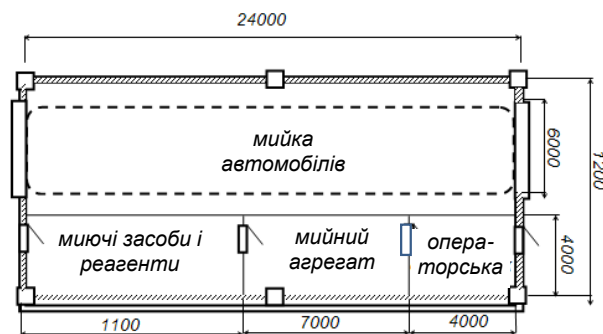 24000
мийка
автомобілів
6000
1200
миючі засоби і
реагенти
мийний
агрегат
опера-
торська
4000
1100
7000
4000